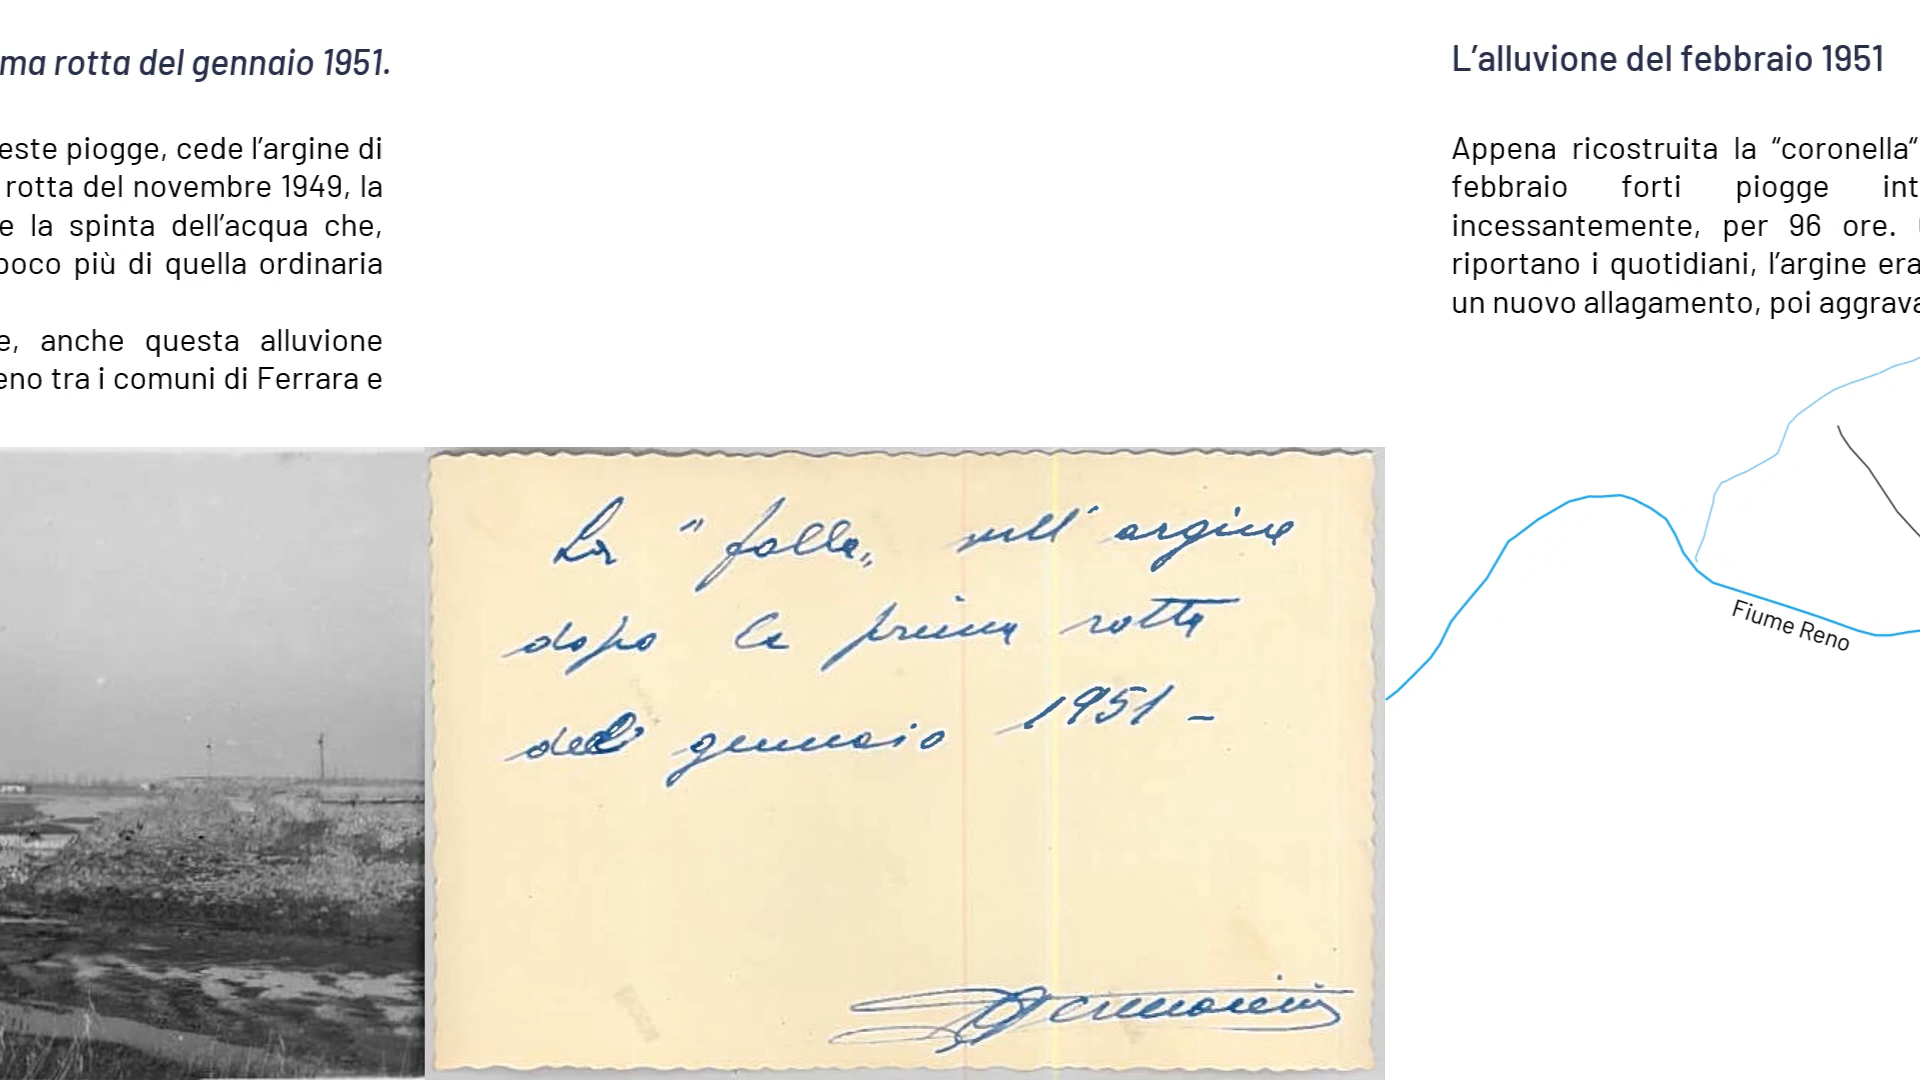 ma rotta del gennaio 1951.
este piogge, cede l’argine di
rotta del novembre 1949, la
e la spinta dell’acqua che,
poco più di quella ordinaria
e, anche questa alluvione
eno tra i comuni di Ferrara e
La "falla„ nell'argine
dopo la prima rotta
del gennaio 1951 -
L’alluvione del febbraio 1951
Appena ricostruita la “coronella“
febbraio forti piogge int
incessantemente, per 96 ore.
riportano i quotidiani, l’argine era
un nuovo allagamento, poi aggrava
Fiume Reno